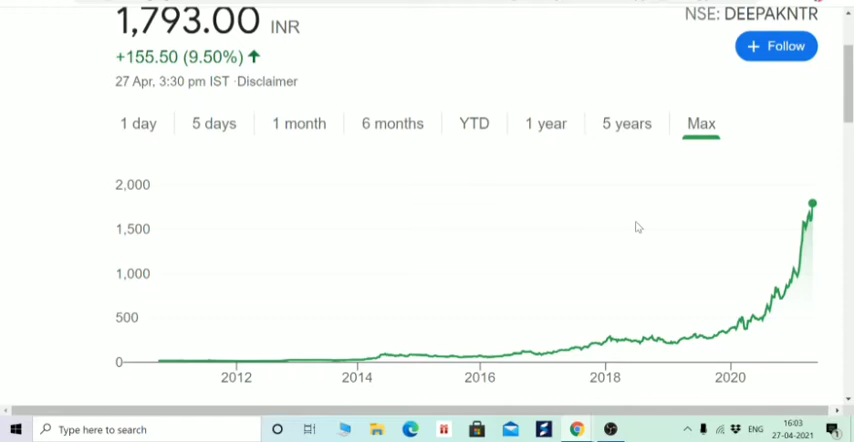 1,793.00 INR
NSE: DEEPAKNTR
+155.50 (9.50%) ↑
+ Follow
27 Apr, 3:30 pm IST ·Disclaimer
1 day 5 days 1 month 6 months YTD 1 year 5 years Max
2,000
1,500
1,000
500
0
2012 2014 2016 2018 2020
Type here to search
ENG
16:03
27-04-2021
1